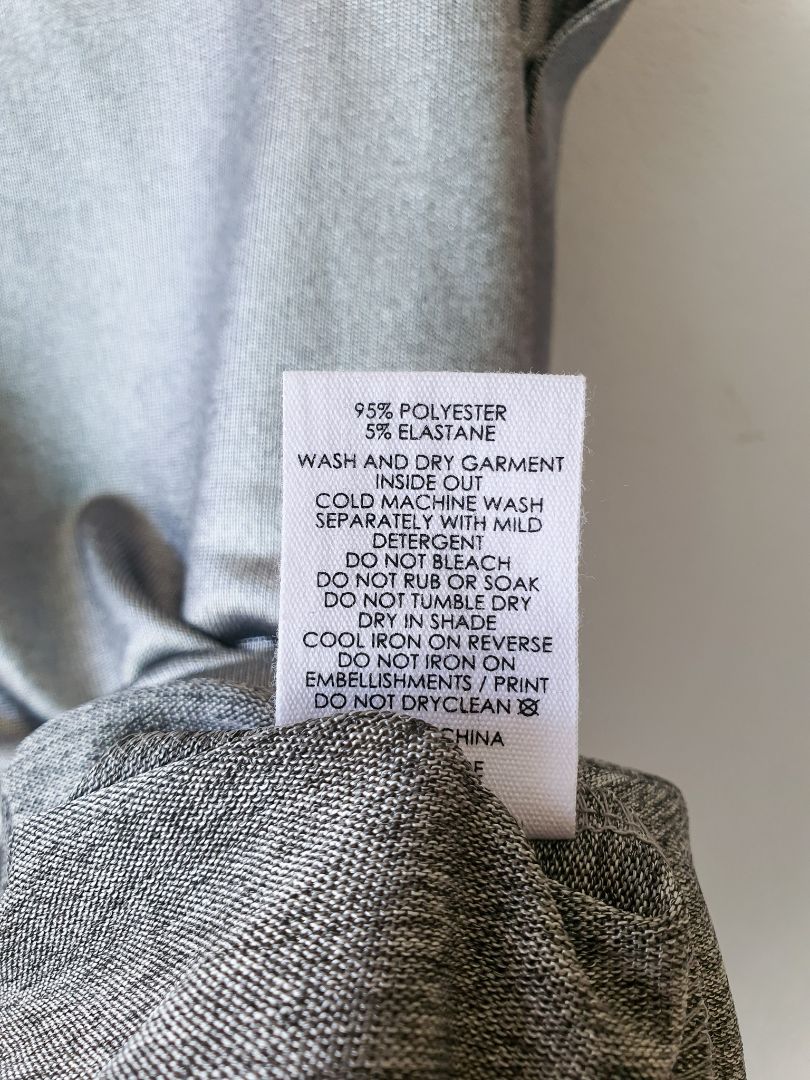 95% POLYESTER
5% ELASTANE
WASH AND DRY GARMENT
INSIDE OUT
COLD MACHINE WASH
SEPARATELY WITH MILD
DETERGENT
DO NOT BLEACH
DO NOT RUB OR SOAK
DO NOT TUMBLE DRY
DRY IN SHADE
COOL IRON ON REVERSE
DO NOT IRON ON
EMBELLISHMENTS / PRINT
DO NOT DRYCLEAN
CHINA